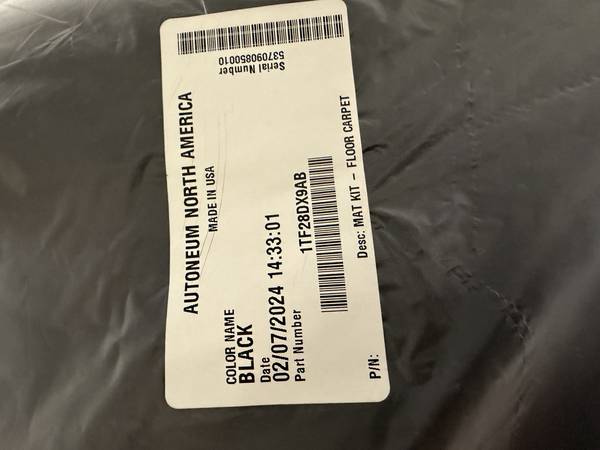 AUTONEUM NORTH AMERICA
MADE IN USA
Serial Number
537090850010
COLOR NAME
BLACK
Date
02/07/2024 14:33:01
Part Number
1TF28DX9AB
P/N:
Desc: MAT KIT – FLOOR CARPET